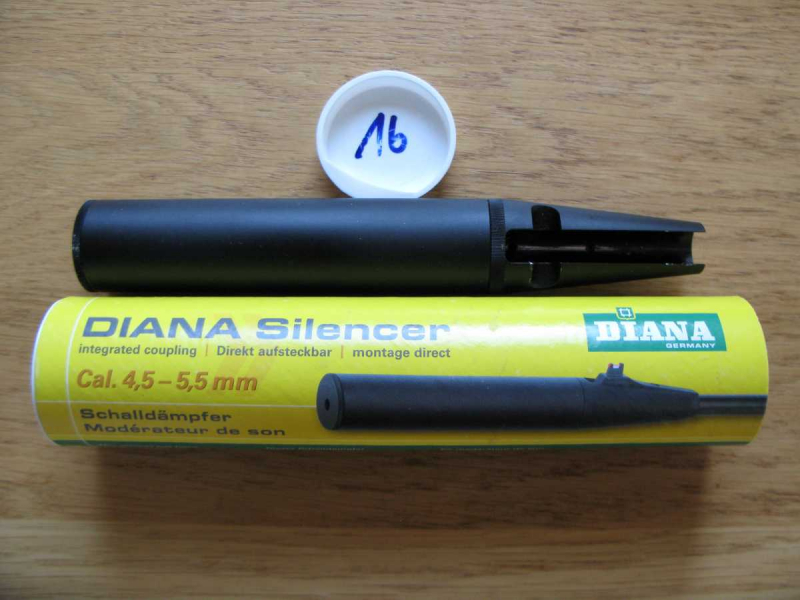 16
DIANA Silencer
integrated coupling | Direkt aufsteckbar | montage direct
Cal. 4,5 – 5,5 mm
Schalldämpfer
Modérateur de son
DIANA
GERMANY